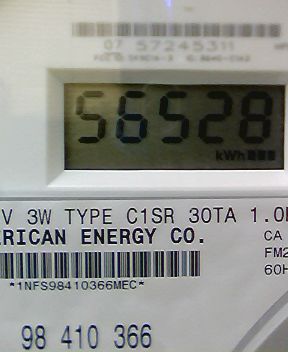 07 57245311
56528
kWh
V 3W TYPE C1SR 30TA 1.0
ERICAN ENERGY CO.
CA
FM2
*1NFS98410366MEC*
60H
98 410 366